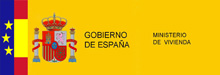 GOBIERNO
DE ESPAÑA
MINISTERIO
DE VIVIENDA